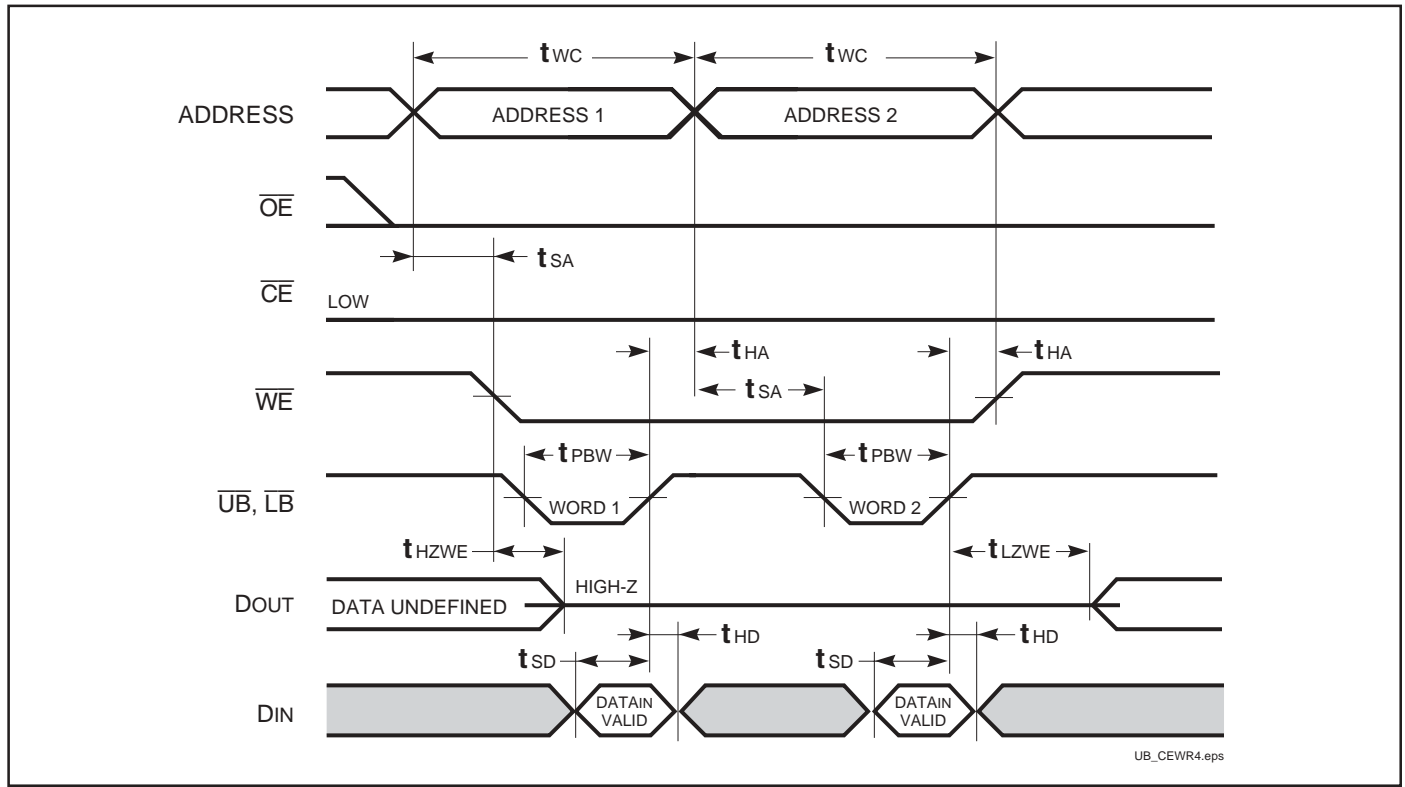 tWC tWC
ADDRESS ADDRESS 1 ADDRESS 2
OE
tSA
CE LOW
tHA tHA
tSA
WE
tPBW tPBW
UB, LB WORD 1 WORD 2
tHZWE tLZWE
HIGH-Z
DOUT DATA UNDEFINED
tHD tHD
tSD tSD
DIN DATAIN VALID DATAIN VALID
UB_CEWR4.eps